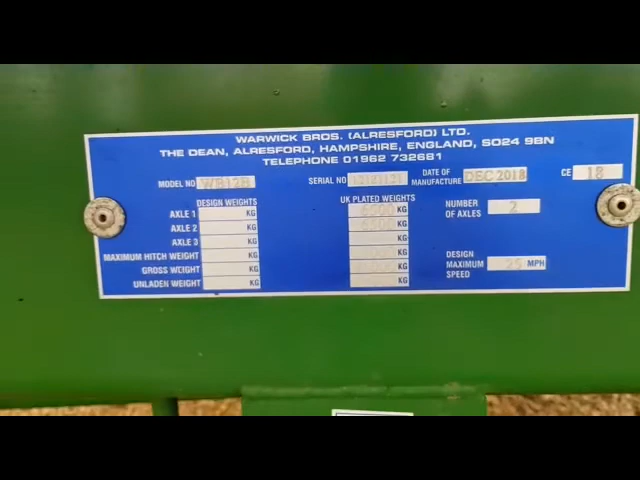 WARWICK BROS. (ALRESFORD) LTD.
THE DEAN, ALRESFORD, HAMPSHIRE, ENGLAND, SO24 9BN
TELEPHONE 01962 732681
MODEL NO WB12B SERIAL NO DATE OF MANUFACTURE DEC 2018 CE 18
DESIGN WEIGHTS UK PLATED WEIGHTS NUMBER OF AXLES 2
AXLE 1 KG KG
AXLE 2 KG KG
AXLE 3 KG KG
MAXIMUM HITCH WEIGHT KG KG DESIGN MAXIMUM SPEED 25 MPH
GROSS WEIGHT KG KG
UNLADEN WEIGHT KG KG